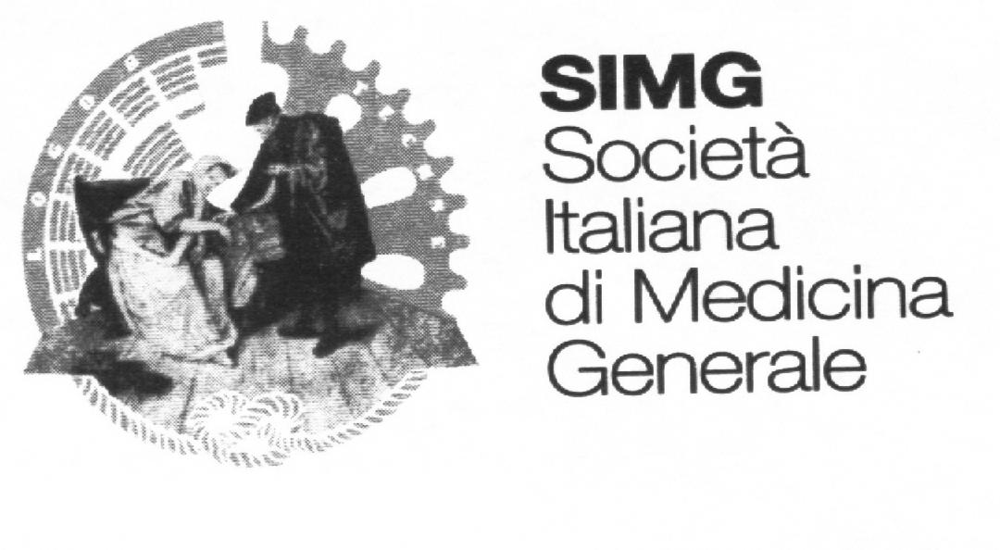 SIMG
Società
Italiana
di Medicina
Generale